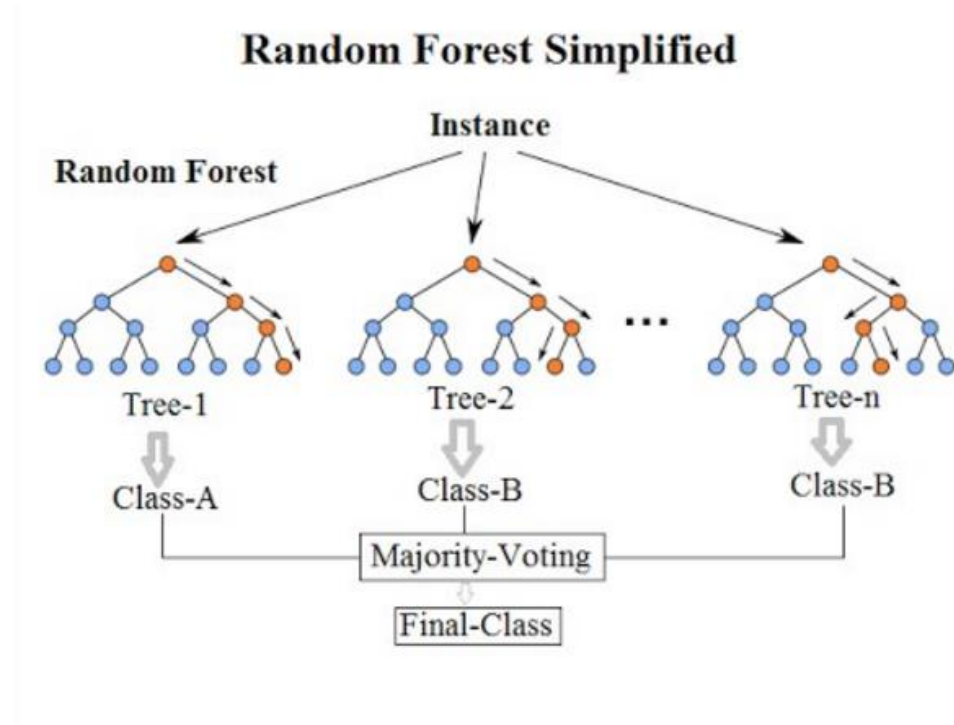 Random Forest Simplified
Instance
Random Forest
...
Tree-1
Tree-2
Tree-n
Class-A
Class-B
Class-B
Majority-Voting
Final-Class